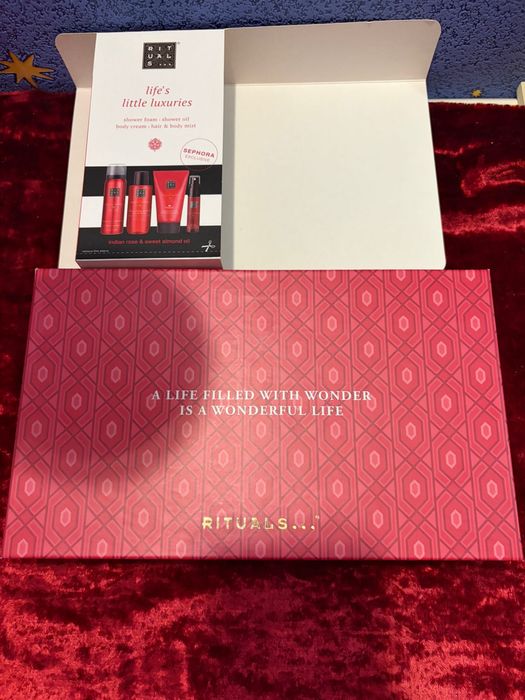 RITUALS...
life's
little luxuries
shower foam · shower oil
body cream · hair & body mist
SEPHORA
EXCLUSIVE
indian rose & sweet almond oil
A LIFE FILLED WITH WONDER
IS A WONDERFUL LIFE
RITUALS...™